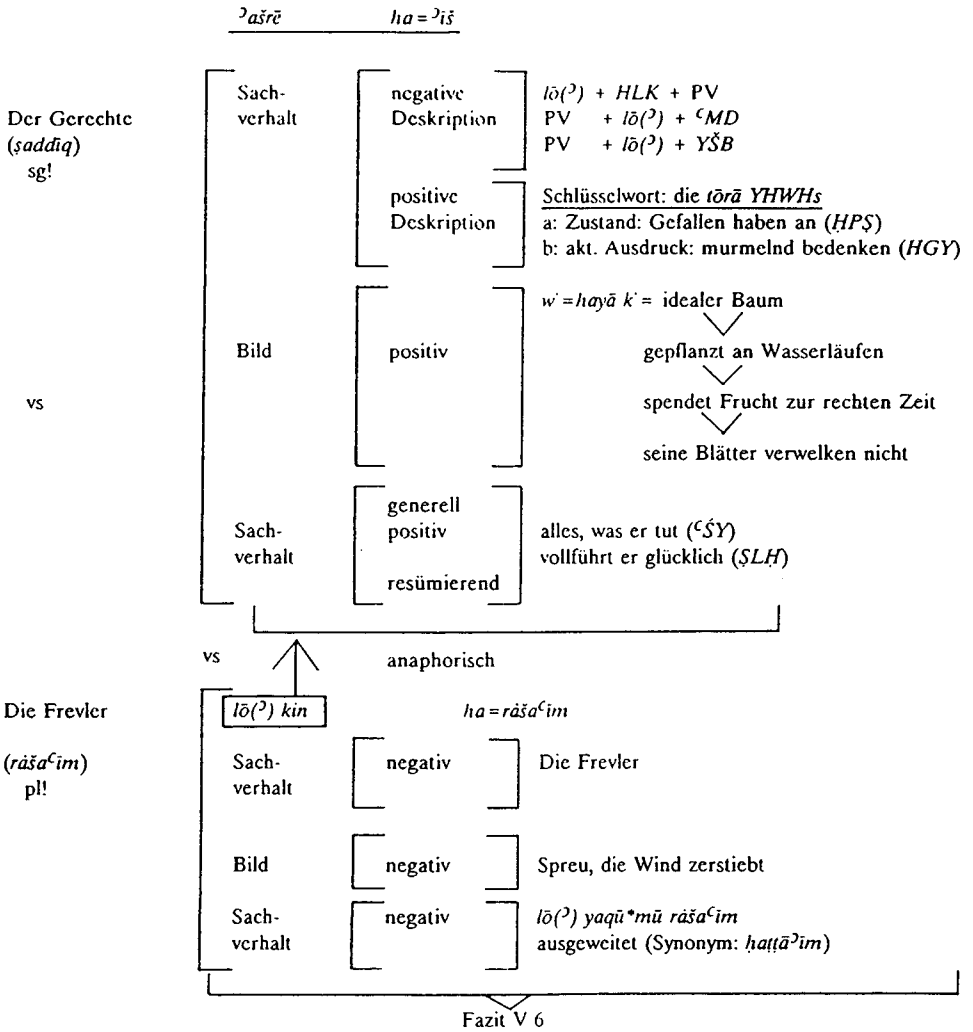 ʾašrē ha=ʾiš
Sach- negative lō(ʾ) + HLK + PV
Der Gerechte verhalt Deskription PV + lō(ʾ) + ʿMD
(ṣaddīq) PV + lō(ʾ) + YŠB
sg!
positive Schlüsselwort: die tōrā YHWHs
Deskription a: Zustand: Gefallen haben an (ḤPṢ)
b: akt. Ausdruck: murmelnd bedenken (HGY)
w˙=hayā k˙= idealer Baum
Bild positiv gepflanzt an Wasserläufen
vs spendet Frucht zur rechten Zeit
seine Blätter verwelken nicht
generell
Sach- positiv alles, was er tut (ʿŚY)
verhalt vollführt er glücklich (ṢLḤ)
resümierend
vs anaphorisch
Die Frevler lō(ʾ) kin ha=rȧšaʿīm
(rȧšaʿīm) Sach- negativ Die Frevler
pl! verhalt
Bild negativ Spreu, die Wind zerstiebt
Sach- negativ lō(ʾ) yaqū*mū rȧšaʿīm
verhalt ausgeweitet (Synonym: ḥaṭṭāʾīm)
Fazit V 6